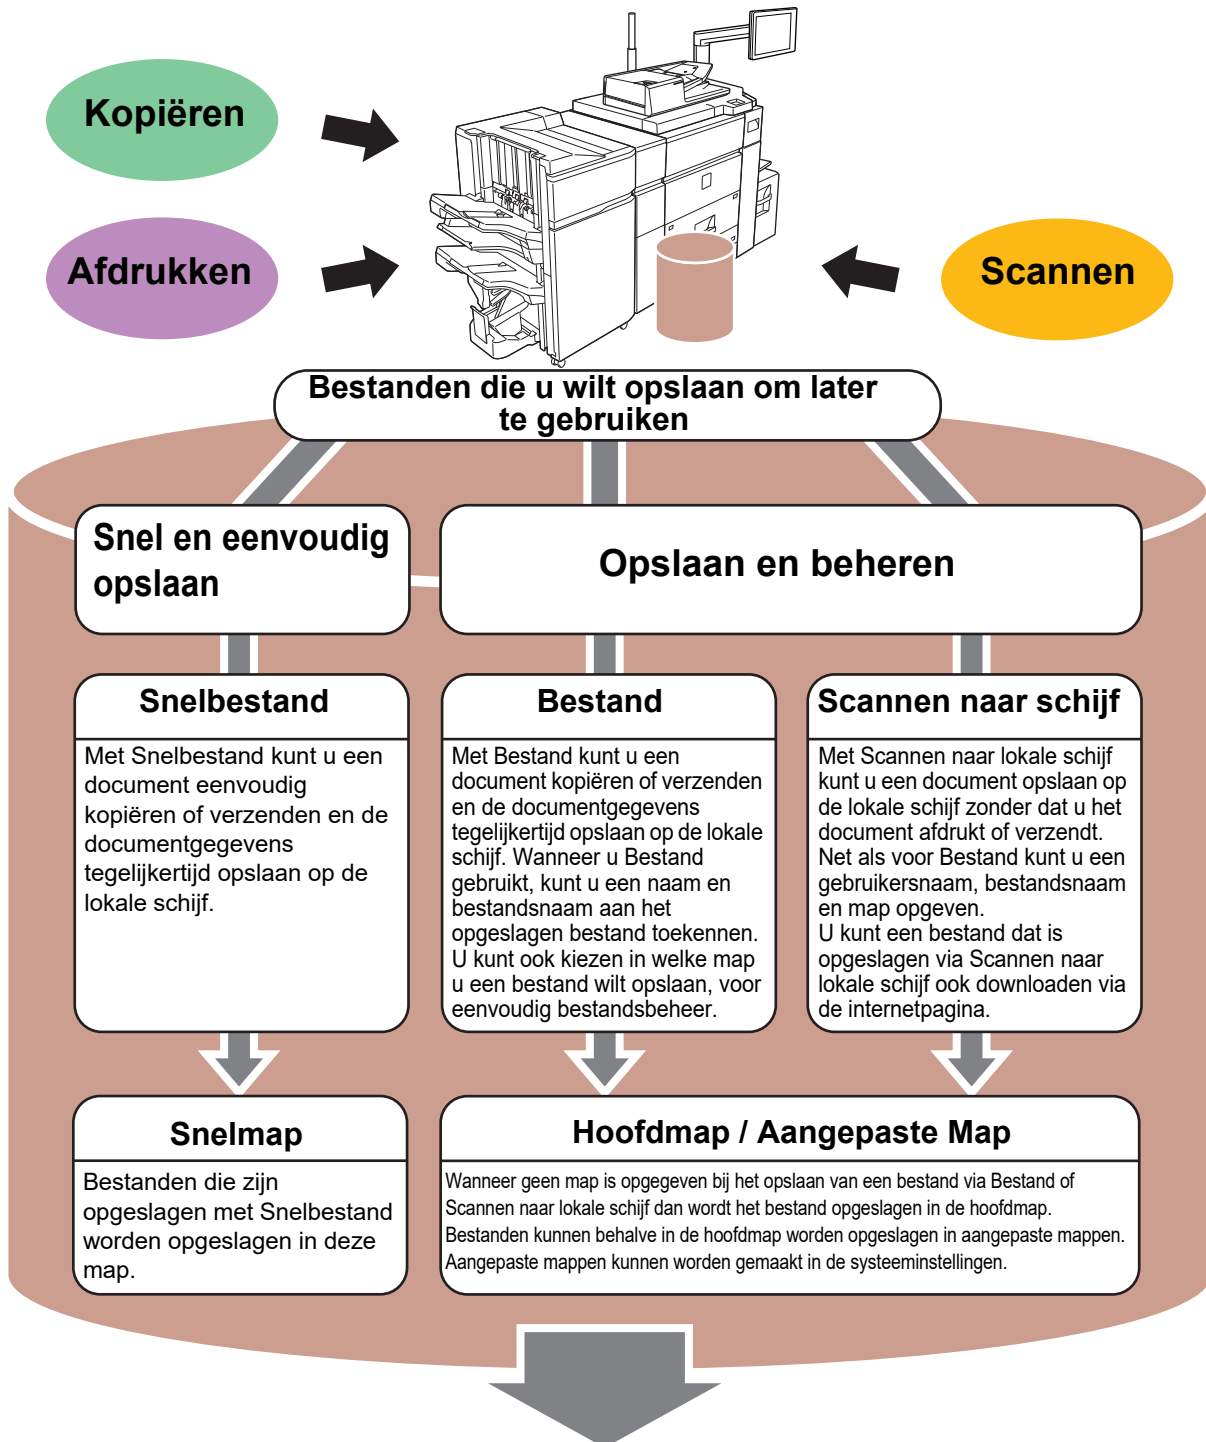 Kopiëren
Afdrukken
Scannen
Bestanden die u wilt opslaan om later
te gebruiken
Snel en eenvoudig
opslaan
Opslaan en beheren
Snelbestand
Met Snelbestand kunt u een
document eenvoudig
kopiëren of verzenden en de
documentgegevens
tegelijkertijd opslaan op de
lokale schijf.
Bestand
Met Bestand kunt u een
document kopiëren of verzenden
en de documentgegevens
tegelijkertijd opslaan op de lokale
schijf. Wanneer u Bestand
gebruikt, kunt u een naam en
bestandsnaam aan het
opgeslagen bestand toekennen.
U kunt ook kiezen in welke map
u een bestand wilt opslaan, voor
eenvoudig bestandsbeheer.
Scannen naar schijf
Met Scannen naar lokale schijf
kunt u een document opslaan op
de lokale schijf zonder dat u het
document afdrukt of verzendt.
Net als voor Bestand kunt u een
gebruikersnaam, bestandsnaam
en map opgeven.
U kunt een bestand dat is
opgeslagen via Scannen naar
lokale schijf ook downloaden via
de internetpagina.
Snelmap
Bestanden die zijn
opgeslagen met Snelbestand
worden opgeslagen in deze
map.
Hoofdmap / Aangepaste Map
Wanneer geen map is opgegeven bij het opslaan van een bestand via Bestand of
Scannen naar lokale schijf dan wordt het bestand opgeslagen in de hoofdmap.
Bestanden kunnen behalve in de hoofdmap worden opgeslagen in aangepaste mappen.
Aangepaste mappen kunnen worden gemaakt in de systeeminstellingen.